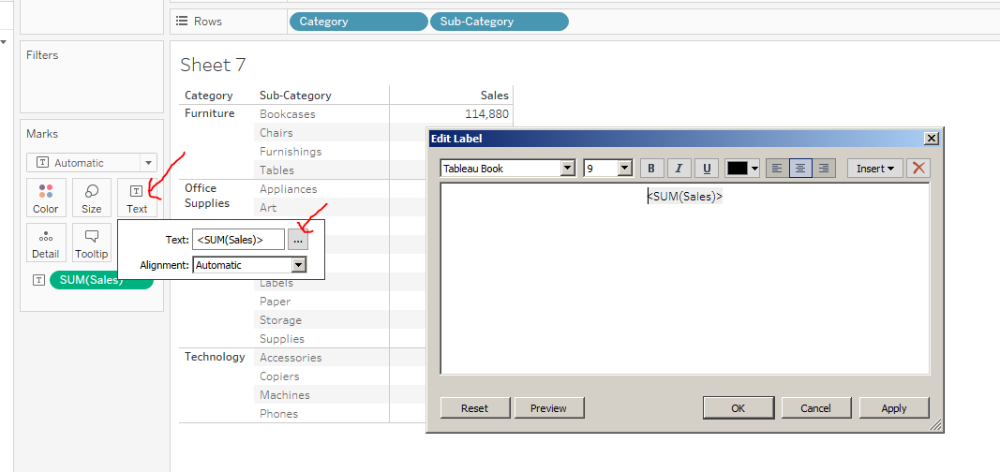 Rows
Category
Sub-Category
Filters
Sheet 7
Category
Sub-Category
Sales
Furniture
Bookcases
114,880
Chairs
Furnishings
Tables
Office Supplies
Appliances
Art
Labels
Paper
Storage
Supplies
Technology
Accessories
Copiers
Machines
Phones
Marks
T
Automatic
Color
Size
T
Text
Detail
Tooltip
T
SUM(Sales)
Text:
<SUM(Sales)>
...
Alignment:
Automatic
Edit Label
Tableau Book
9
B
I
U
Insert
<SUM(Sales)>
Reset
Preview
OK
Cancel
Apply